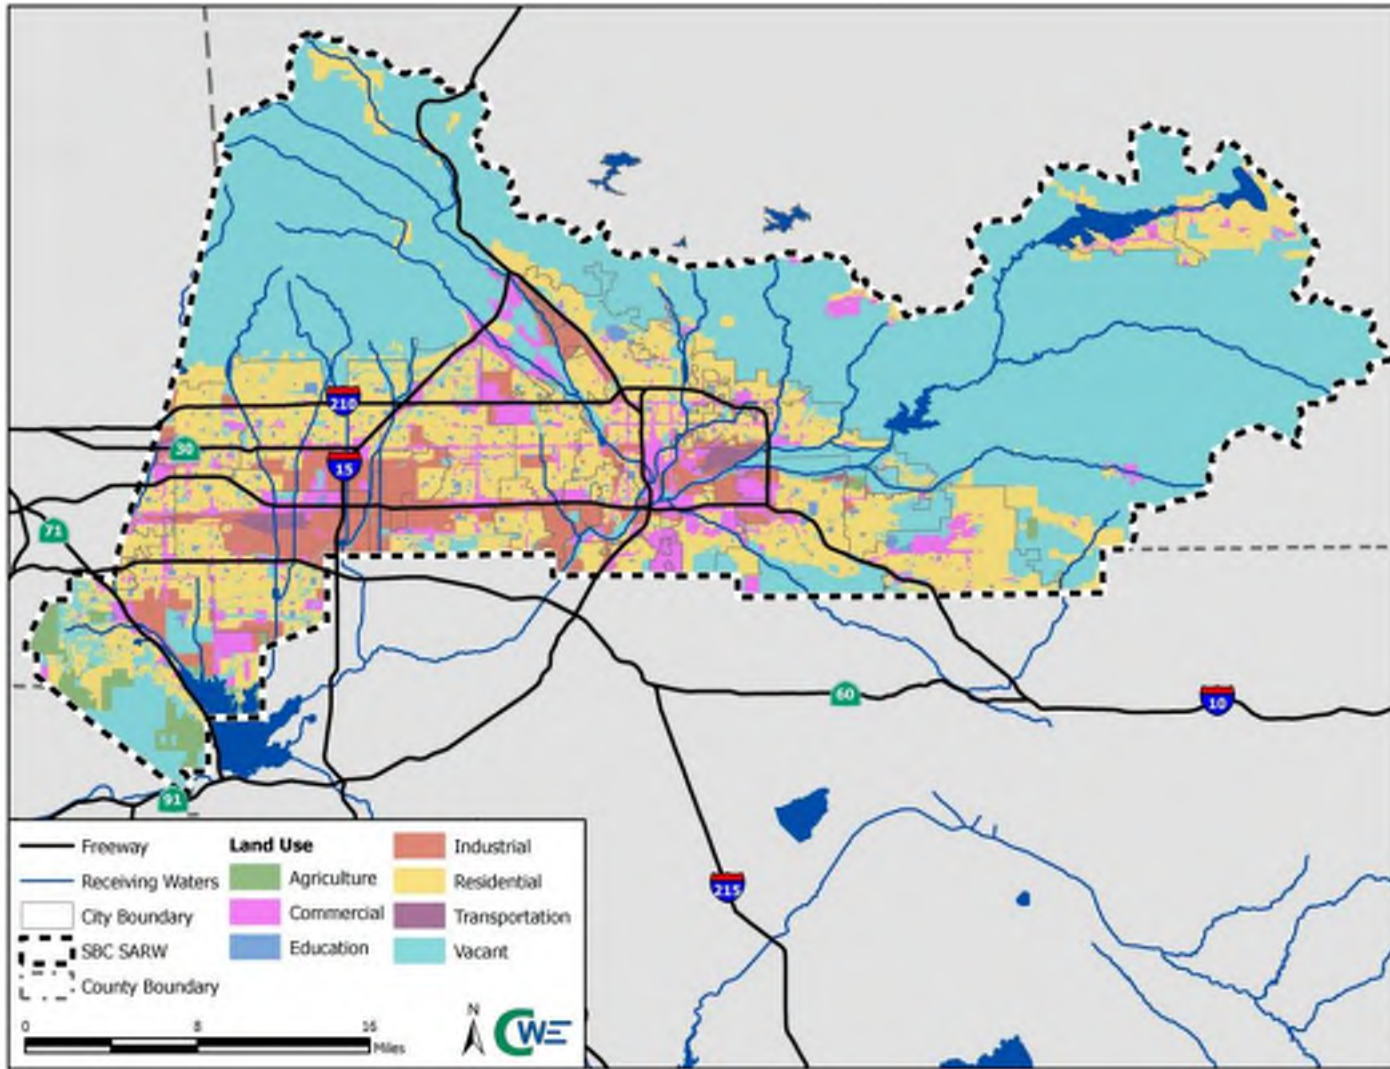 210
30
15
71
60
10
91
215
Freeway
Receiving Waters
City Boundary
SBC SARW
County Boundary
Land Use
Agriculture
Commercial
Education
Industrial
Residential
Transportation
Vacant
0 8 16
Miles
N
CWE